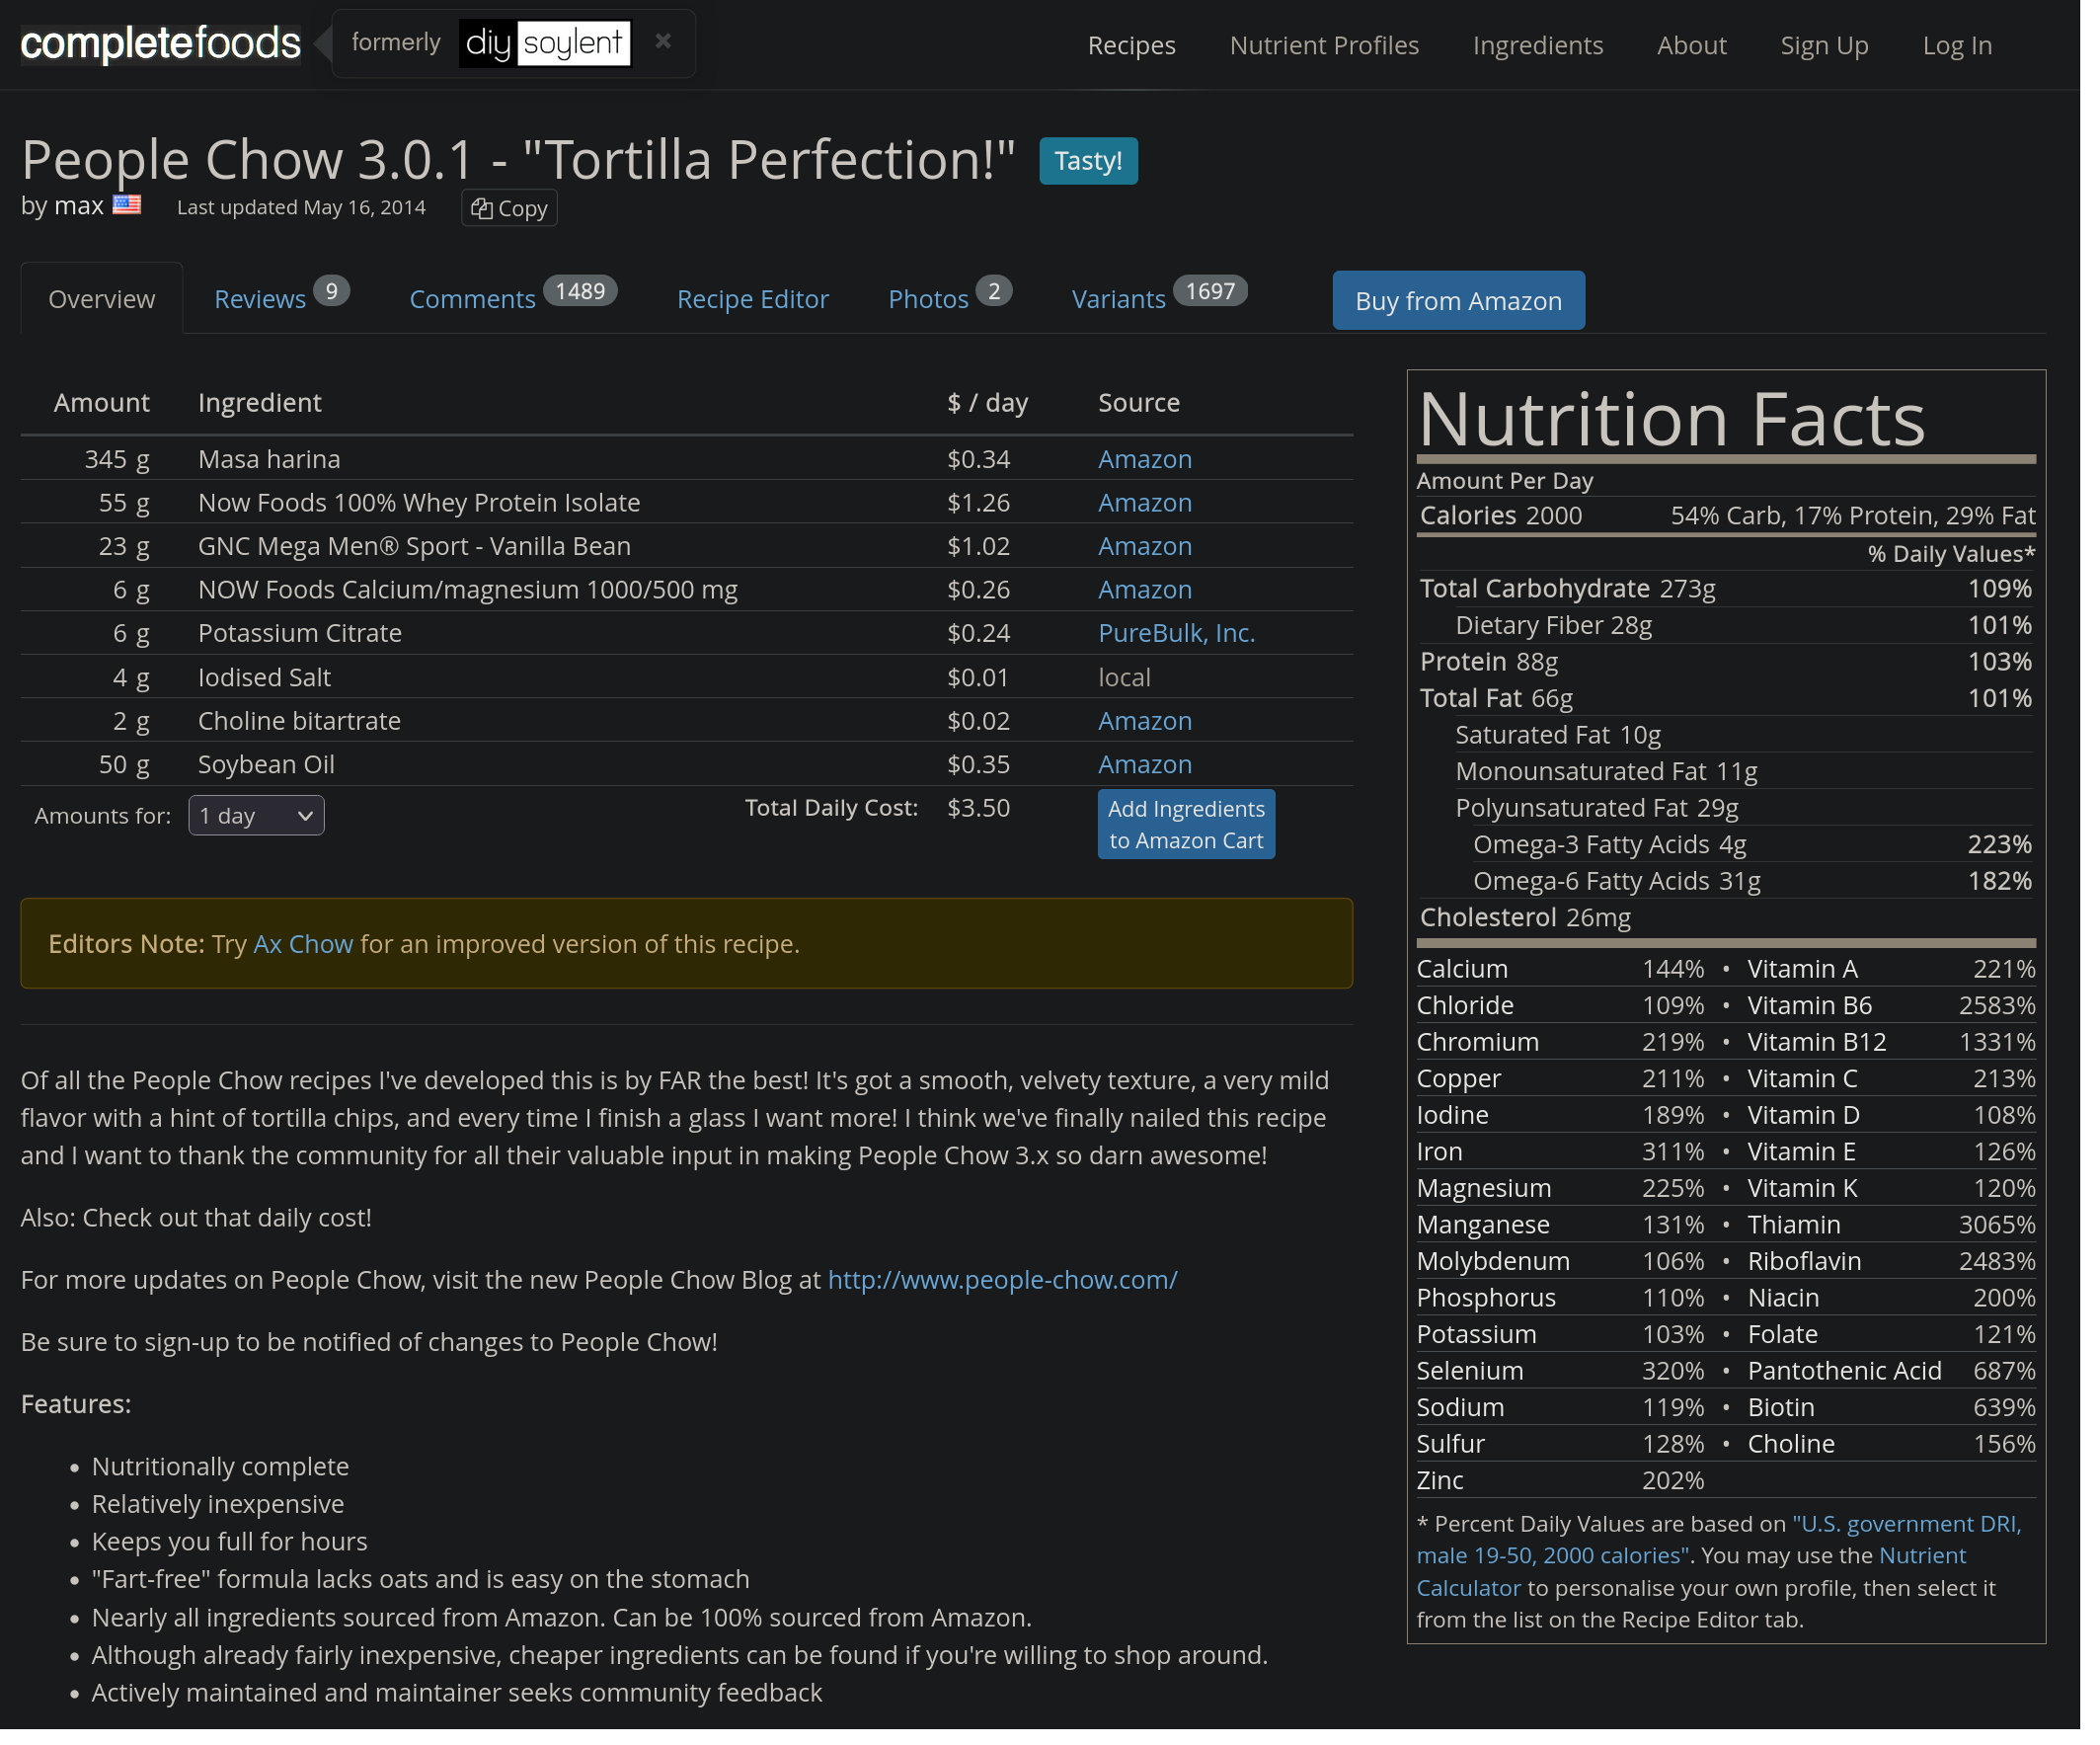 completefoods formerly diy soylent ×
Recipes Nutrient Profiles Ingredients About Sign Up Log In
People Chow 3.0.1 - "Tortilla Perfection!" Tasty!
by max Last updated May 16, 2014 Copy
Overview Reviews 9 Comments 1489 Recipe Editor Photos 2 Variants 1697 Buy from Amazon
Amount Ingredient $ / day Source
345 g Masa harina $0.34 Amazon
55 g Now Foods 100% Whey Protein Isolate $1.26 Amazon
23 g GNC Mega Men® Sport - Vanilla Bean $1.02 Amazon
6 g NOW Foods Calcium/magnesium 1000/500 mg $0.26 Amazon
6 g Potassium Citrate $0.24 PureBulk, Inc.
4 g Iodised Salt $0.01 local
2 g Choline bitartrate $0.02 Amazon
50 g Soybean Oil $0.35 Amazon
Amounts for: 1 day Total Daily Cost: $3.50 Add Ingredients
to Amazon Cart
Editors Note: Try Ax Chow for an improved version of this recipe.
Of all the People Chow recipes I've developed this is by FAR the best! It's got a smooth, velvety texture, a very mild
flavor with a hint of tortilla chips, and every time I finish a glass I want more! I think we've finally nailed this recipe
and I want to thank the community for all their valuable input in making People Chow 3.x so darn awesome!
Also: Check out that daily cost!
For more updates on People Chow, visit the new People Chow Blog at http://www.people-chow.com/
Be sure to sign-up to be notified of changes to People Chow!
Features:
• Nutritionally complete
• Relatively inexpensive
• Keeps you full for hours
• "Fart-free" formula lacks oats and is easy on the stomach
• Nearly all ingredients sourced from Amazon. Can be 100% sourced from Amazon.
• Although already fairly inexpensive, cheaper ingredients can be found if you're willing to shop around.
• Actively maintained and maintainer seeks community feedback
Nutrition Facts
Amount Per Day
Calories 2000 54% Carb, 17% Protein, 29% Fat
% Daily Values*
Total Carbohydrate 273g 109%
Dietary Fiber 28g 101%
Protein 88g 103%
Total Fat 66g 101%
Saturated Fat 10g
Monounsaturated Fat 11g
Polyunsaturated Fat 29g
Omega-3 Fatty Acids 4g 223%
Omega-6 Fatty Acids 31g 182%
Cholesterol 26mg
Calcium 144% • Vitamin A 221%
Chloride 109% • Vitamin B6 2583%
Chromium 219% • Vitamin B12 1331%
Copper 211% • Vitamin C 213%
Iodine 189% • Vitamin D 108%
Iron 311% • Vitamin E 126%
Magnesium 225% • Vitamin K 120%
Manganese 131% • Thiamin 3065%
Molybdenum 106% • Riboflavin 2483%
Phosphorus 110% • Niacin 200%
Potassium 103% • Folate 121%
Selenium 320% • Pantothenic Acid 687%
Sodium 119% • Biotin 639%
Sulfur 128% • Choline 156%
Zinc 202%
* Percent Daily Values are based on "U.S. government DRI,
male 19-50, 2000 calories". You may use the Nutrient
Calculator to personalise your own profile, then select it
from the list on the Recipe Editor tab.